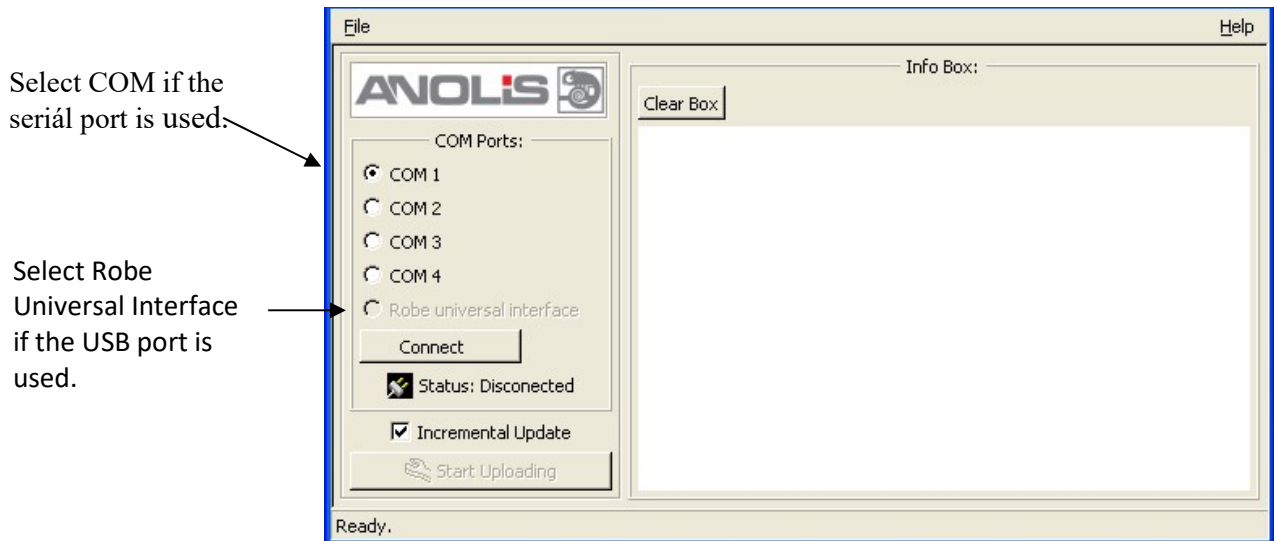 File Help
Select COM if the
seriál port is used.
ANOLiS
COM Ports:
COM 1
COM 2
COM 3
COM 4
Robe universal interface
Connect
Status: Disconected
Incremental Update
Start Uploading
Select Robe
Universal Interface
if the USB port is
used.
Info Box:
Clear Box
Ready.